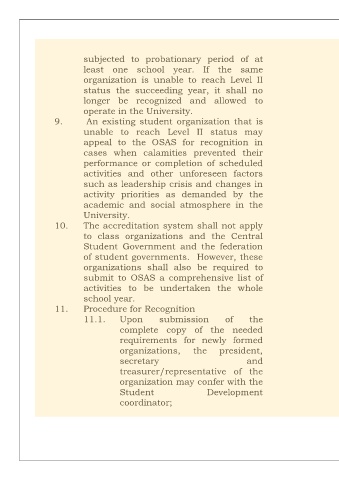 subjected to probationary period of at
least one school year. If the same
organization is unable to reach Level II
status the succeeding year, it shall no
longer be recognized and allowed to
operate in the University.
9. An existing student organization that is
unable to reach Level II status may
appeal to the OSAS for recognition in
cases when calamities prevented their
performance or completion of scheduled
activities and other unforeseen factors
such as leadership crisis and changes in
activity priorities as demanded by the
academic and social atmosphere in the
University.
10. The accreditation system shall not apply
to class organizations and the Central
Student Government and the federation
of student governments. However, these
organizations shall also be required to
submit to OSAS a comprehensive list of
activities to be undertaken the whole
school year.
11. Procedure for Recognition
11.1. Upon submission of the
complete copy of the needed
requirements for newly formed
organizations, the president,
secretary and
treasurer/representative of the
organization may confer with the
Student Development
coordinator;